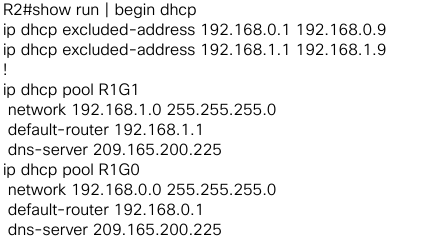 R2#show run | begin dhcp
ip dhcp excluded-address 192.168.0.1 192.168.0.9
ip dhcp excluded-address 192.168.1.1 192.168.1.9
!
ip dhcp pool R1G1
 network 192.168.1.0 255.255.255.0
 default-router 192.168.1.1
 dns-server 209.165.200.225
ip dhcp pool R1G0
 network 192.168.0.0 255.255.255.0
 default-router 192.168.0.1
 dns-server 209.165.200.225